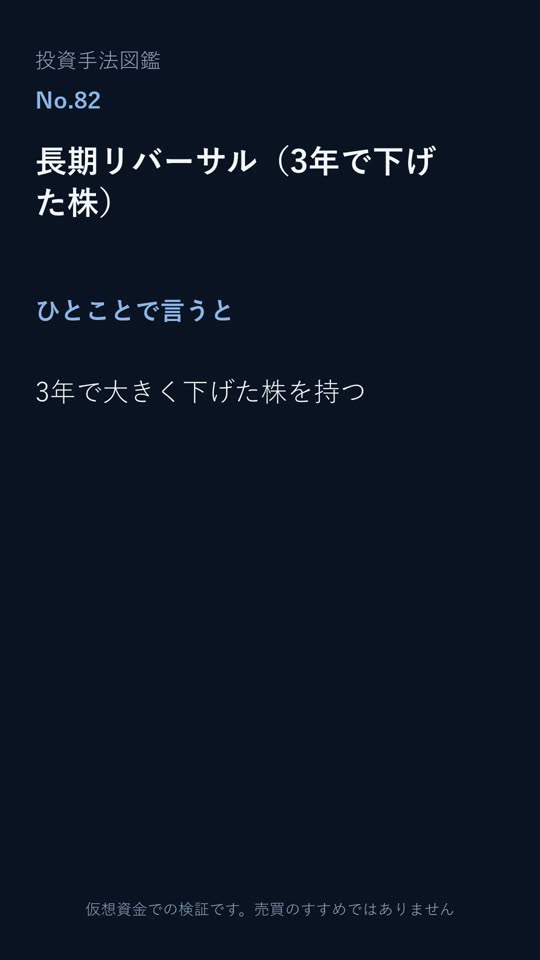 投資手法図鑑
No.82
長期リバーサル（3年で下げ
た株）
ひとことで言うと
3年で大きく下げた株を持つ
仮想資金での検証です。売買のすすめではありません